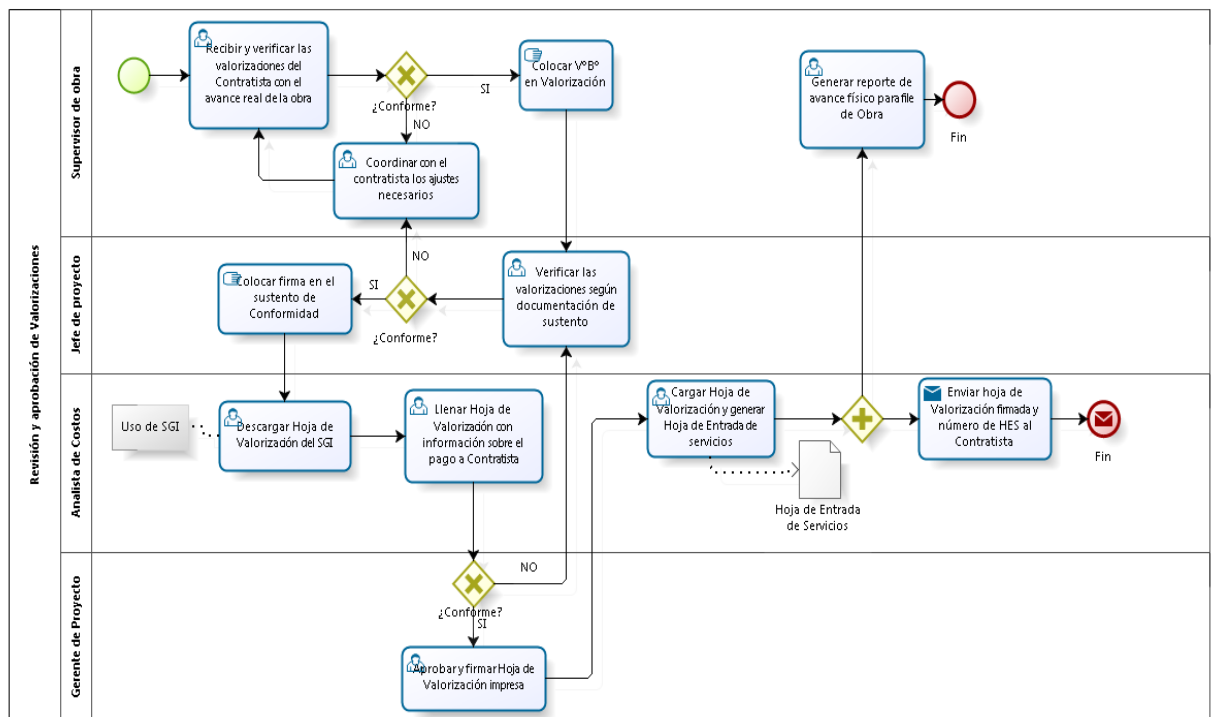 Revisión y aprobación de Valorizaciones
Supervisor de obra
Recibir y verificar las
valorizaciones del
Contratista con el
avance real de la obra
¿Conforme?
SI
NO
Colocar V°B°
en Valorización
Coordinar con el
contratista los ajustes
necesarios
Generar reporte de
avance físico para file
de Obra
Fin
Jefe de proyecto
Colocar firma en el
sustento de
Conformidad
SI
NO
¿Conforme?
Verificar las
valorizaciones según
documentación de
sustento
Analista de Costos
Uso de SGI
Descargar Hoja de
Valorización del SGI
Llenar Hoja de
Valorización con
información sobre el
pago a Contratista
Cargar Hoja de
Valorización y generar
Hoja de Entrada de
servicios
Hoja de Entrada
de Servicios
Enviar hoja de
Valorización firmada y
número de HES al
Contratista
Fin
Gerente de Proyecto
NO
¿Conforme?
SI
Aprobar y firmar Hoja de
Valorización impresa